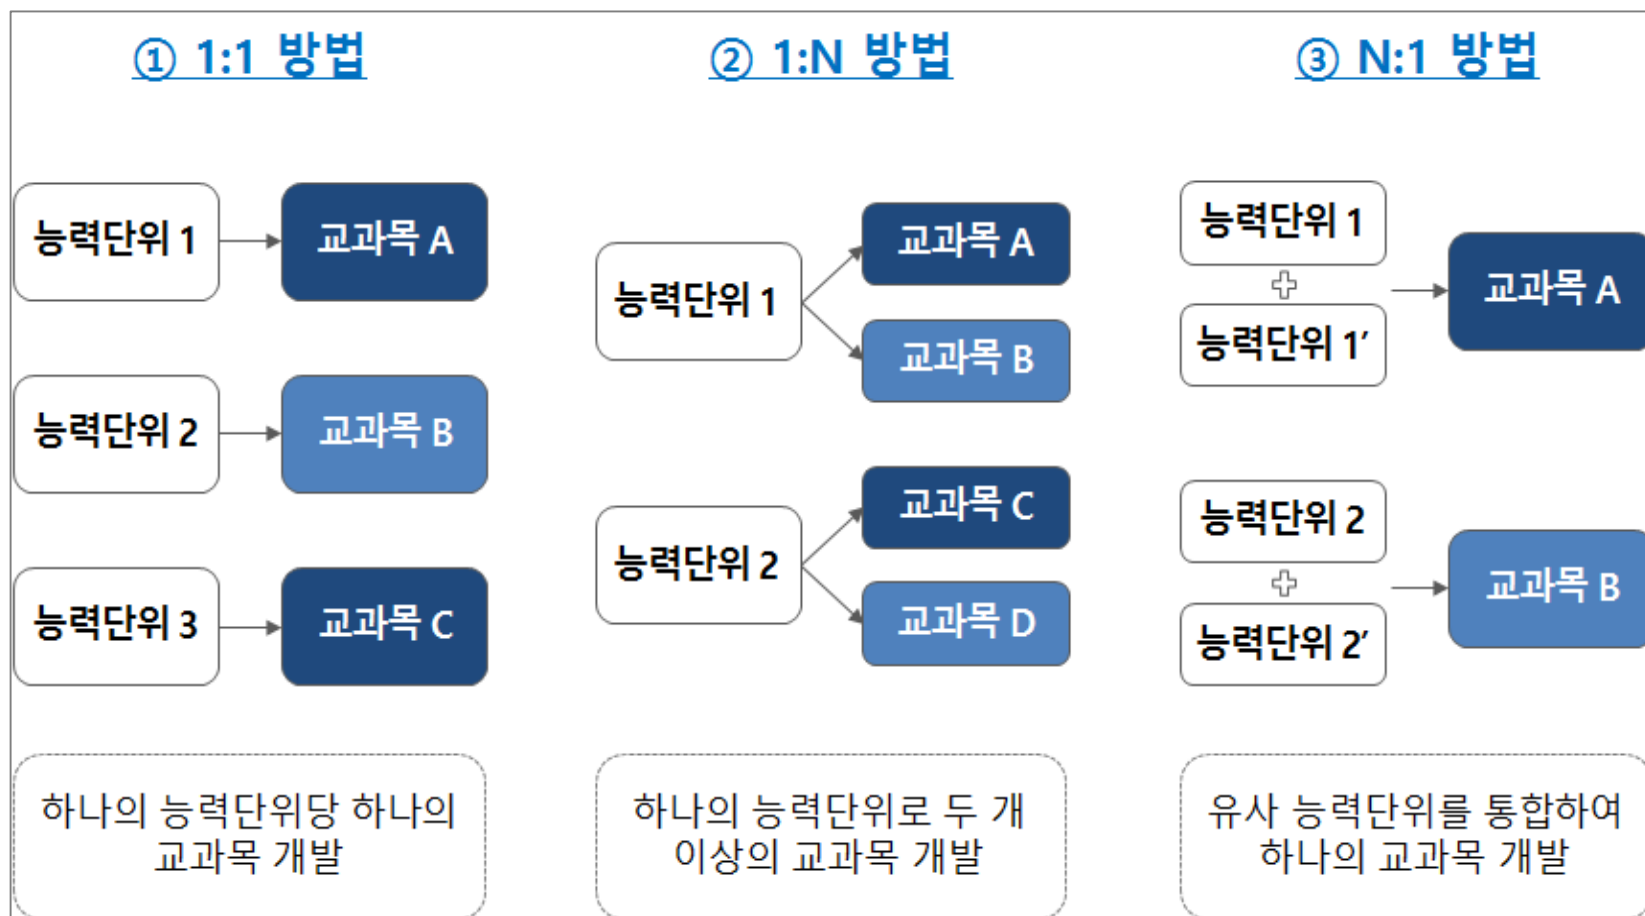 ① 1:1 방법
능력단위 1
교과목 A
능력단위 2
교과목 B
능력단위 3
교과목 C
하나의 능력단위당 하나의
교과목 개발
② 1:N 방법
능력단위 1
교과목 A
교과목 B
능력단위 2
교과목 C
교과목 D
하나의 능력단위로 두 개
이상의 교과목 개발
③ N:1 방법
능력단위 1
능력단위 1′
교과목 A
능력단위 2
능력단위 2′
교과목 B
유사 능력단위를 통합하여
하나의 교과목 개발